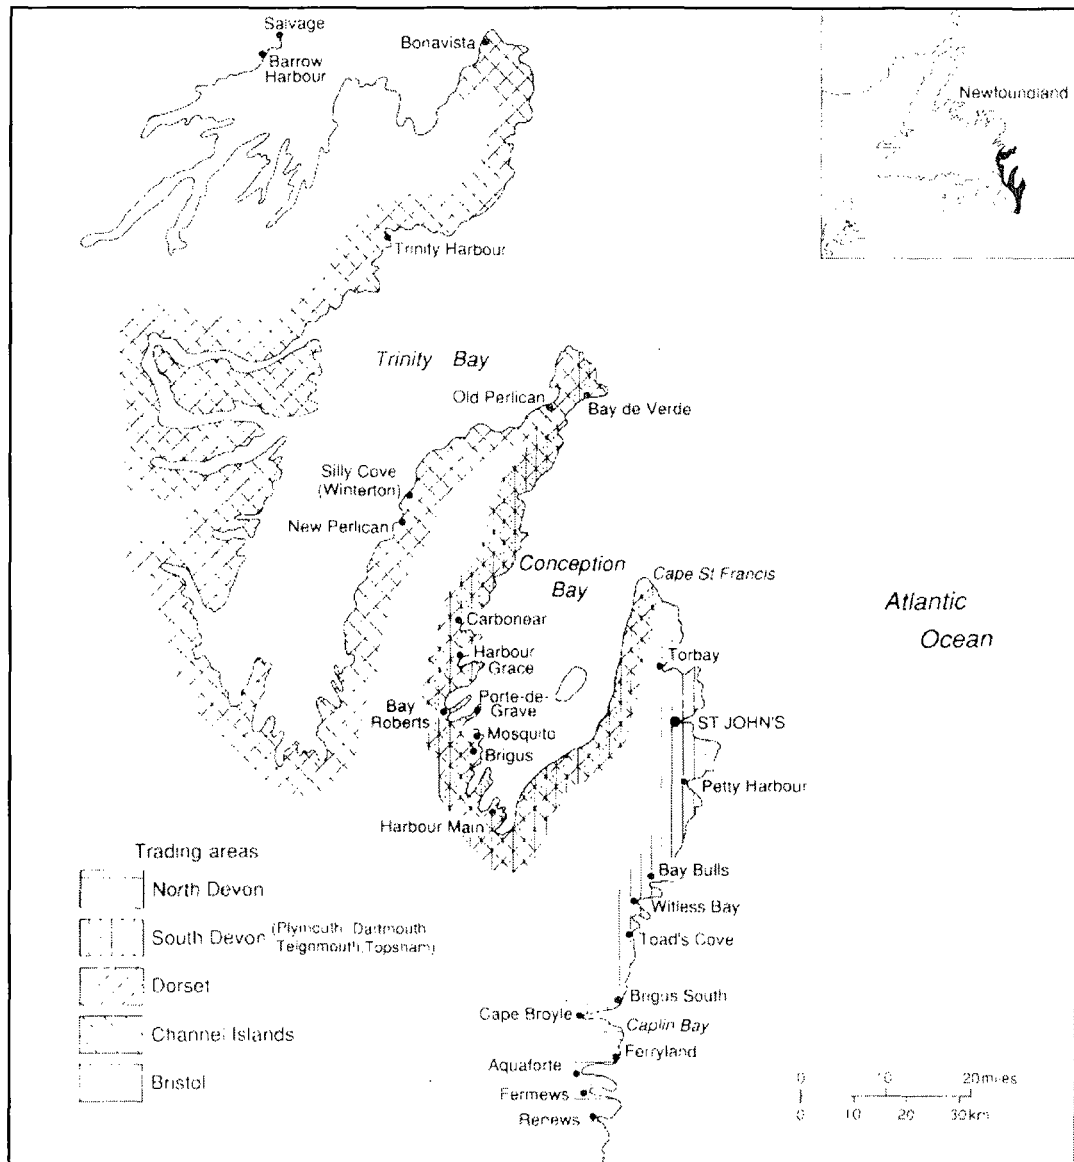 Salvage
Barrow
Harbour
Bonavista
Newfoundland
Trinity Harbour
Trinity Bay
Old Perlican
Bay de Verde
Silly Cove
(Winterton)
New Perlican
Conception
Bay
Cape St Francis
Atlantic
Ocean
Carbonear
Harbour
Grace
Torbay
Bay
Roberts
Porte-de-
Grave
ST JOHN'S
Mosquito
Brigus
Petty Harbour
Harbour Main
Bay Bulls
Witless Bay
Toad's Cove
Brigus South
Cape Broyle
Caplin Bay
Ferryland
Aquaforte
Fermews
Renews
Trading areas
North Devon
South Devon (Plymouth, Dartmouth
Teignmouth, Topsham)
Dorset
Channel Islands
Bristol
0 10 20 miles
0 10 20 30 km